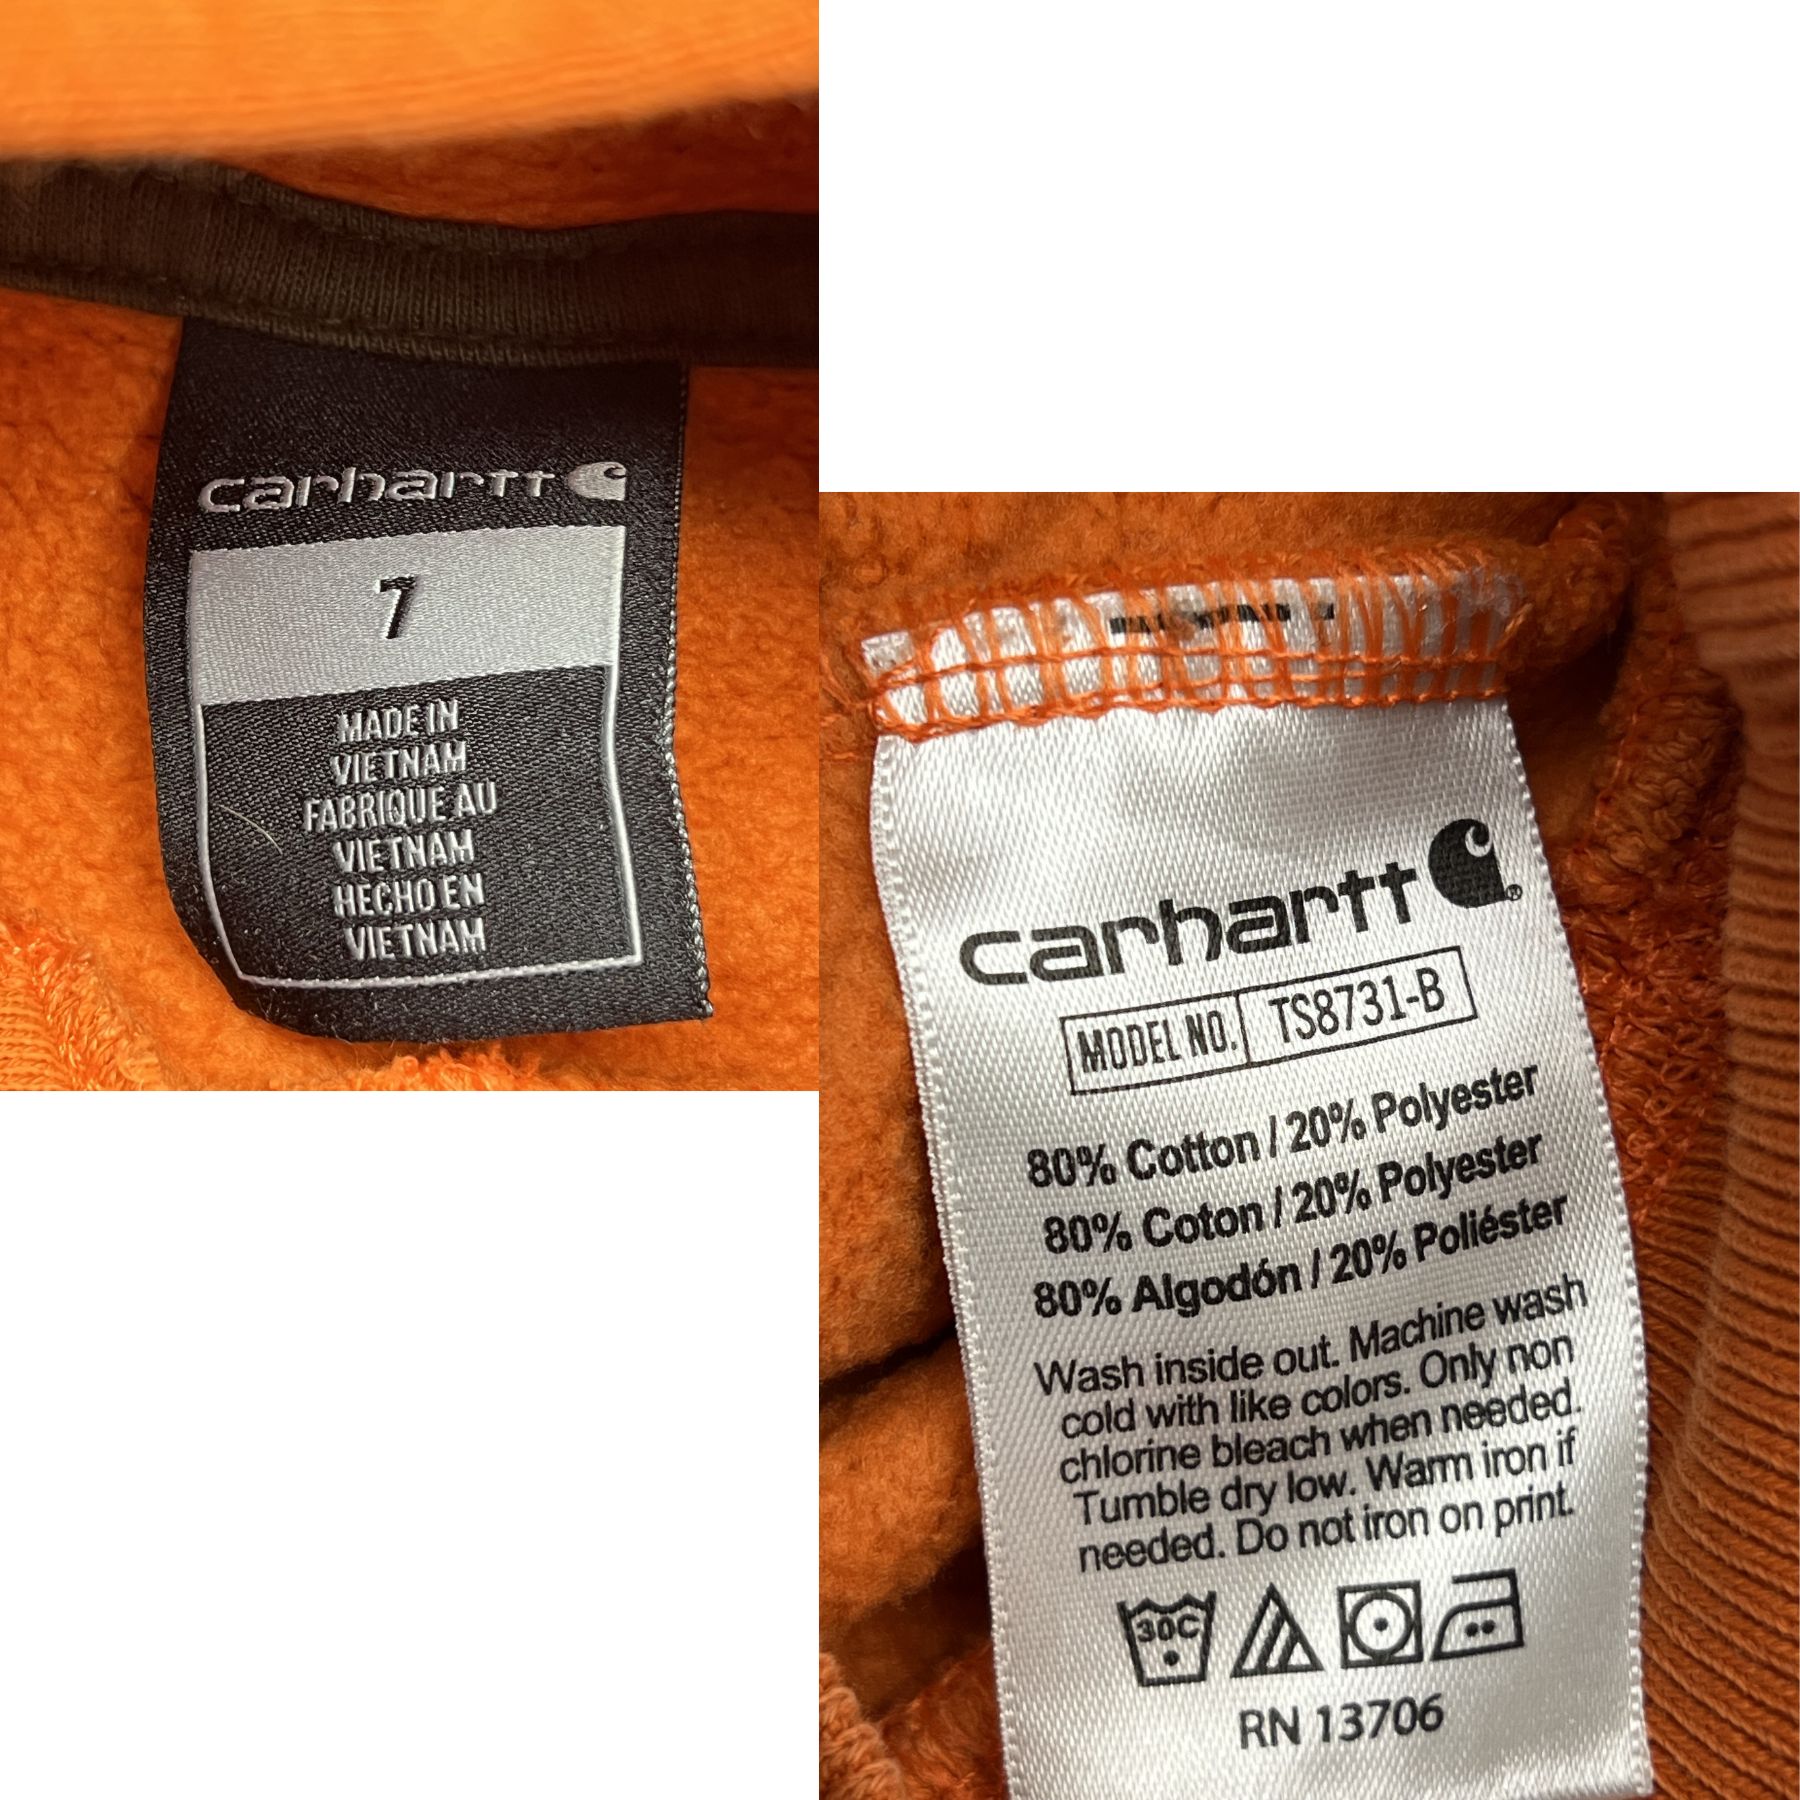 carhartt
7
MADE IN
VIETNAM
FABRIQUE AU
VIETNAM
HECHO EN
VIETNAM
carhartt®
MODEL NO. TS8731-B
80% Cotton / 20% Polyester
80% Coton / 20% Polyester
80% Algodón / 20% Poliéster
Wash inside out. Machine wash
cold with like colors. Only non
chlorine bleach when needed.
Tumble dry low. Warm iron if
needed. Do not iron on print.
30C
RN 13706